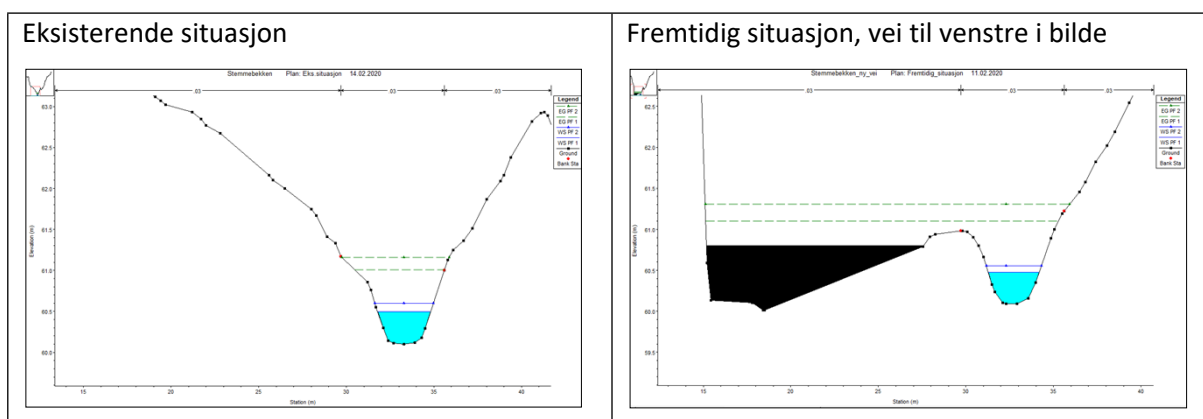 Eksisterende situasjon
Stemmebekken Plan: Eks.situasjon 14.02.2020
.03 .03 .03
Legend
EG PF 2
EG PF 1
WS PF 2
WS PF 1
Ground
Bank Sta
63.0
62.5
62.0
61.5
61.0
60.5
60.0
Elevation (m)
15 20 25 30 35 40
Station (m)
Fremtidig situasjon, vei til venstre i bilde
Stemmebekken_ny_vei Plan: Fremtidig_situasjon 11.02.2020
.03 .03 .03
Legend
EG PF 2
EG PF 1
WS PF 2
WS PF 1
Ground
Bank Sta
62.5
62.0
61.5
61.0
60.5
60.0
59.5
Elevation (m)
15 20 25 30 35 40
Station (m)